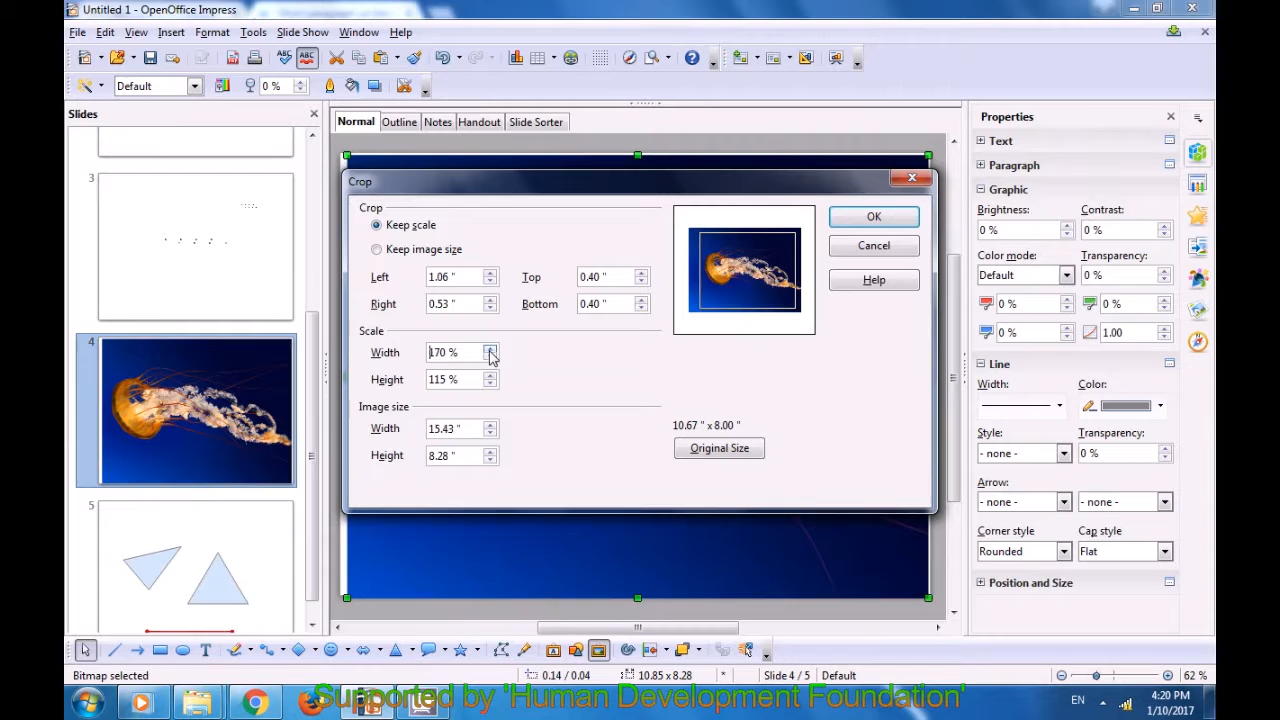 Untitled 1 - OpenOffice Impress
File Edit View Insert Format Tools Slide Show Window Help
Default 0 %
Slides
Normal Outline Notes Handout Slide Sorter
3
4
5
Crop
Crop
Keep scale
Keep image size
Left 1.06 " Top 0.40 "
Right 0.53 " Bottom 0.40 "
Scale
Width 170 %
Height 115 %
Image size
Width 15.43 "
Height 8.28 "
10.67 " x 8.00 "
Original Size
OK
Cancel
Help
Properties
Text
Paragraph
Graphic
Brightness: Contrast:
0 % 0 %
Color mode: Transparency:
Default 0 %
0 % 0 %
0 % 1.00
Line
Width: Color:
Style: Transparency:
- none - 0 %
Arrow:
- none - - none -
Corner style Cap style
Rounded Flat
Position and Size
Bitmap selected 0.14 / 0.04 10.85 x 8.28 * Slide 4 / 5 Default 62 %
Supported by 'Human Development Foundation'
EN
4:20 PM
1/10/2017